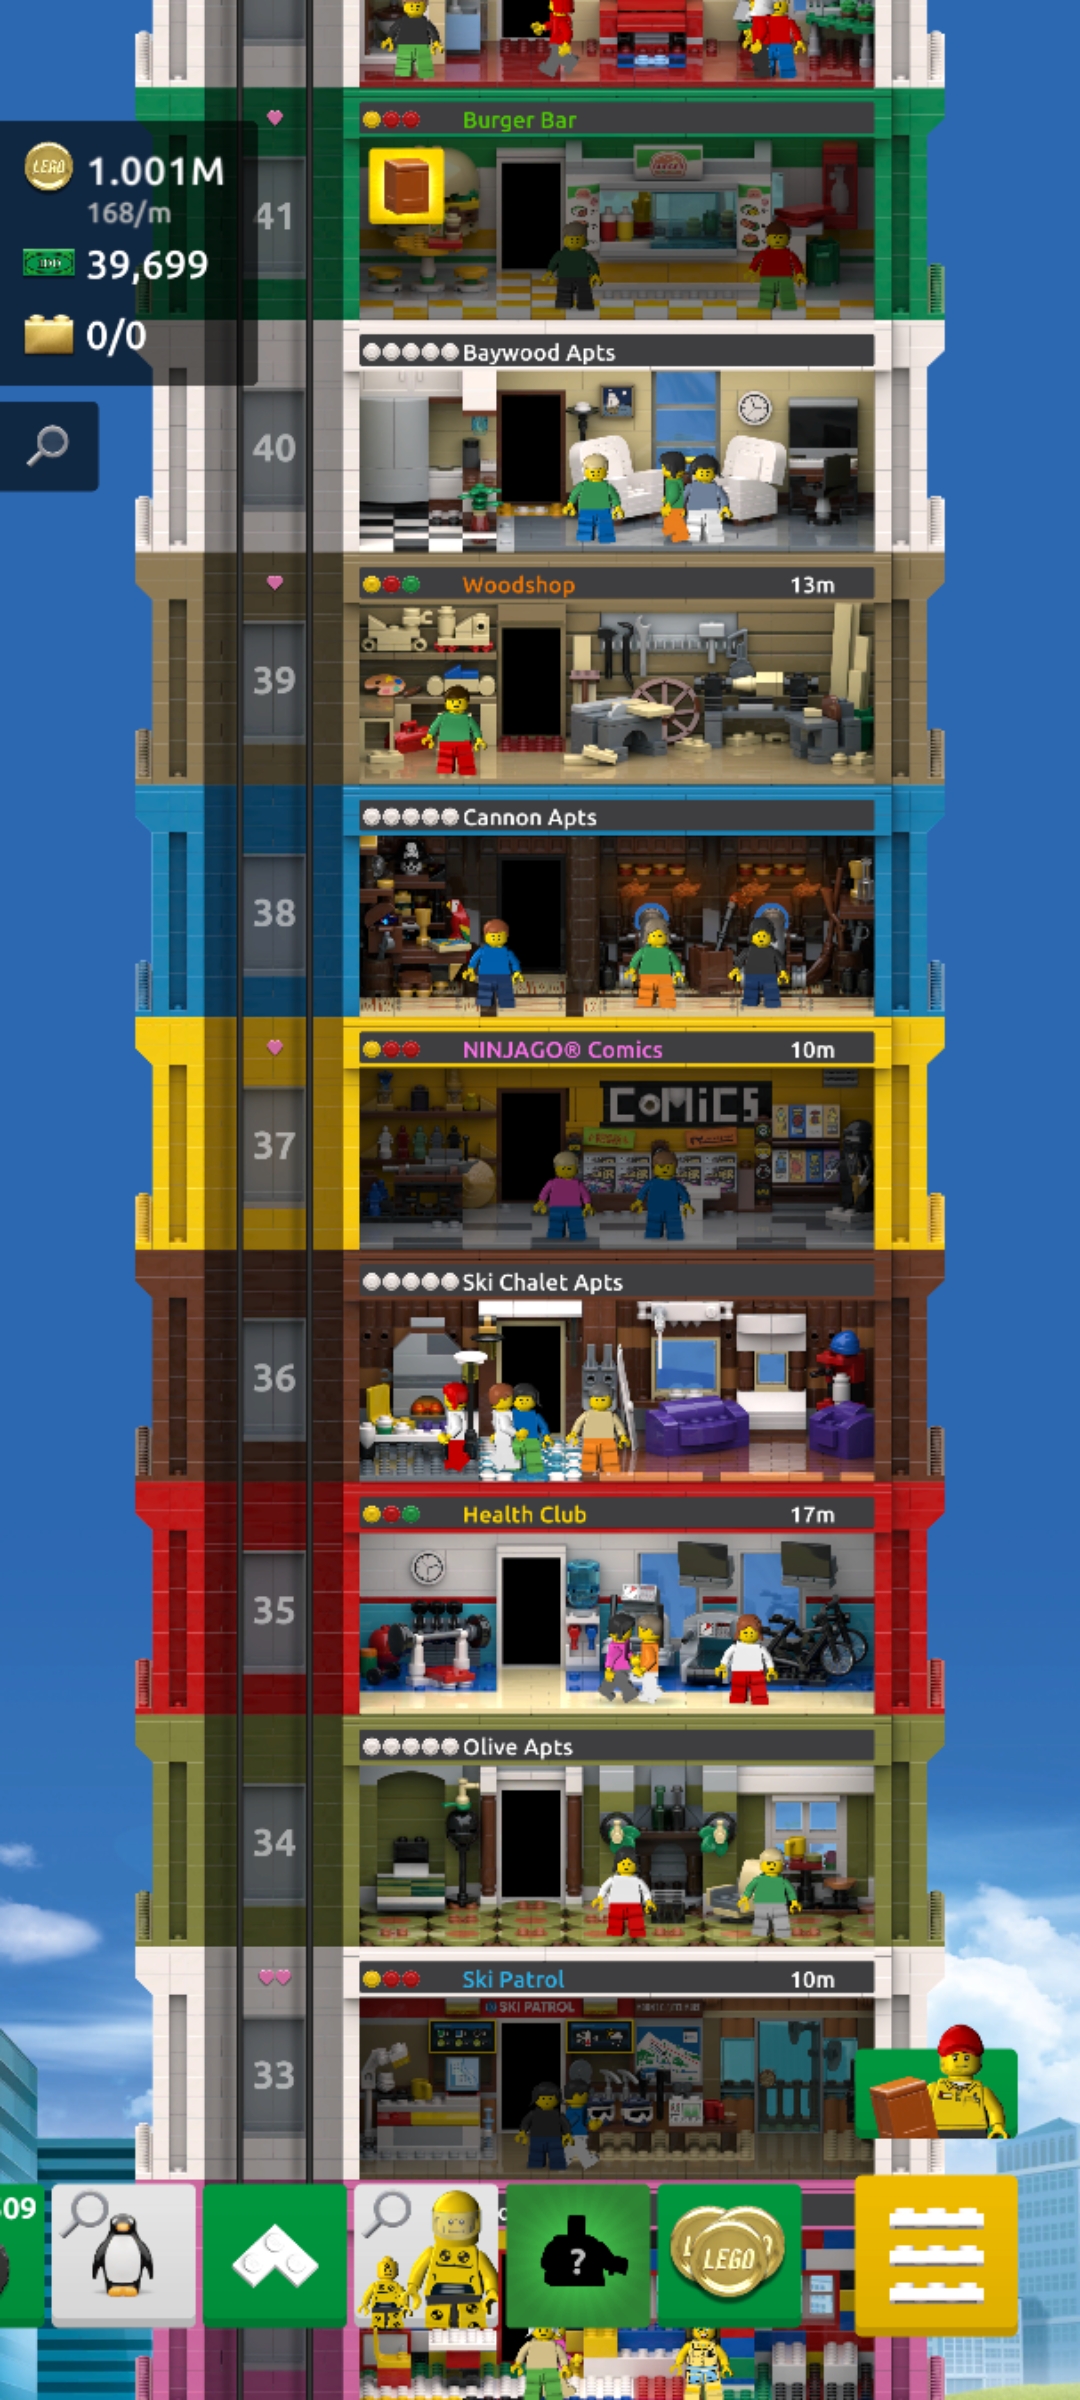 Burger Bar
LEGO 1.001M
168/m
41
39,699
0/0
Baywood Apts
40
Woodshop 13m
39
Cannon Apts
38
NINJAGO® Comics 10m
COMiCS
37
Ski Chalet Apts
36
Health Club 17m
35
Olive Apts
34
Ski Patrol 10m
SKI PATROL
33
09
?
LEGO